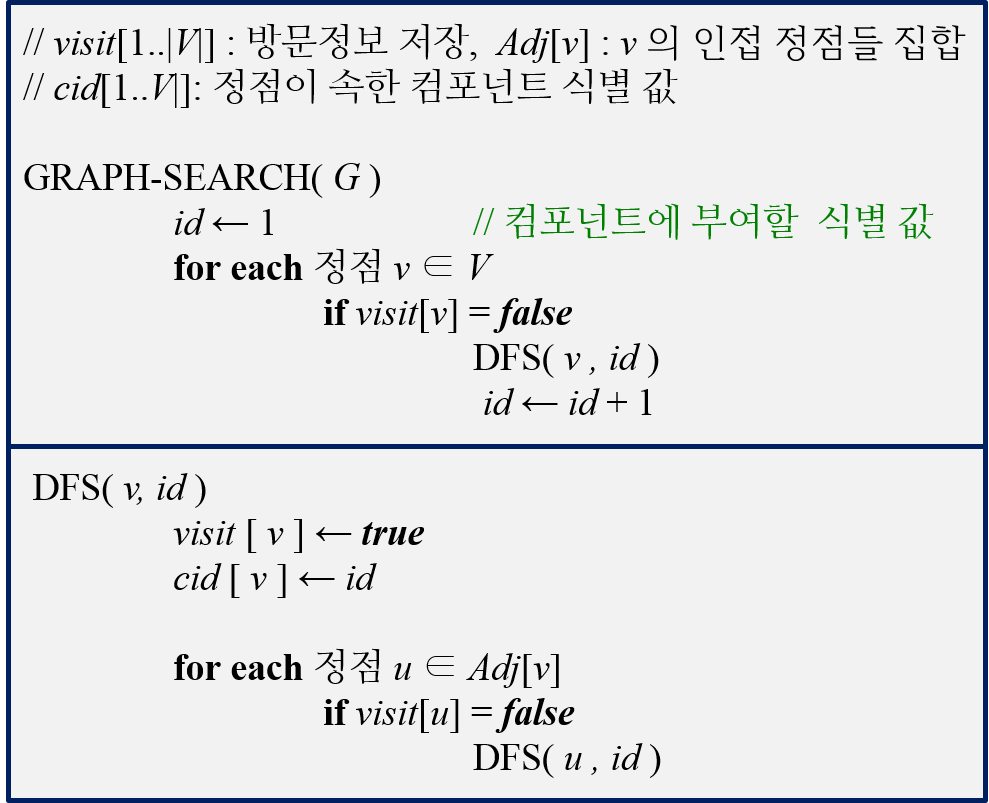 // visit[1..|V|] : 방문정보 저장, Adj[v] : v 의 인접 정점들 집합
// cid[1..V|]: 정점이 속한 컴포넌트 식별 값
GRAPH-SEARCH( G )
id ← 1 // 컴포넌트에 부여할 식별 값
for each 정점 v ∈ V
if visit[v] = false
DFS( v , id )
id ← id + 1
DFS( v, id )
visit [ v ] ← true
cid [ v ] ← id
for each 정점 u ∈ Adj[v]
if visit[u] = false
DFS( u , id )